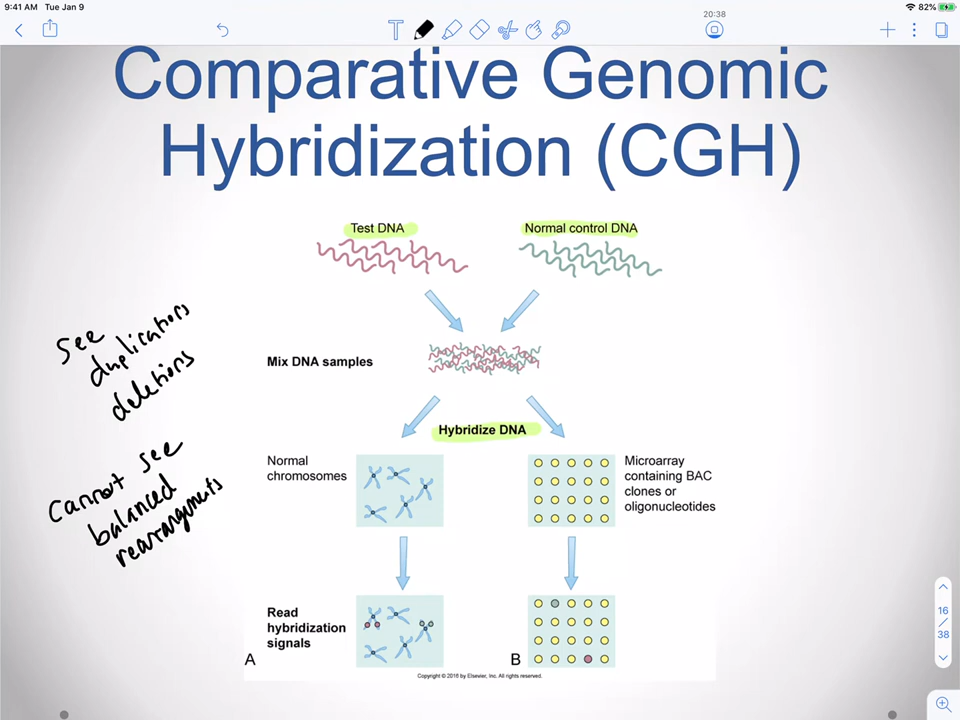 9:41 AM Tue Jan 9
82%
20:38
T
Comparative Genomic
Hybridization (CGH)
Test DNA
Normal control DNA
See
duplications
deletions
Mix DNA samples
Hybridize DNA
Cannot see
balanced
rearrangements
Normal
chromosomes
Microarray
containing BAC
clones or
oligonucleotides
Read
hybridization
signals
A
B
Copyright © 2016 by Elsevier, Inc. All rights reserved.
16
/
38